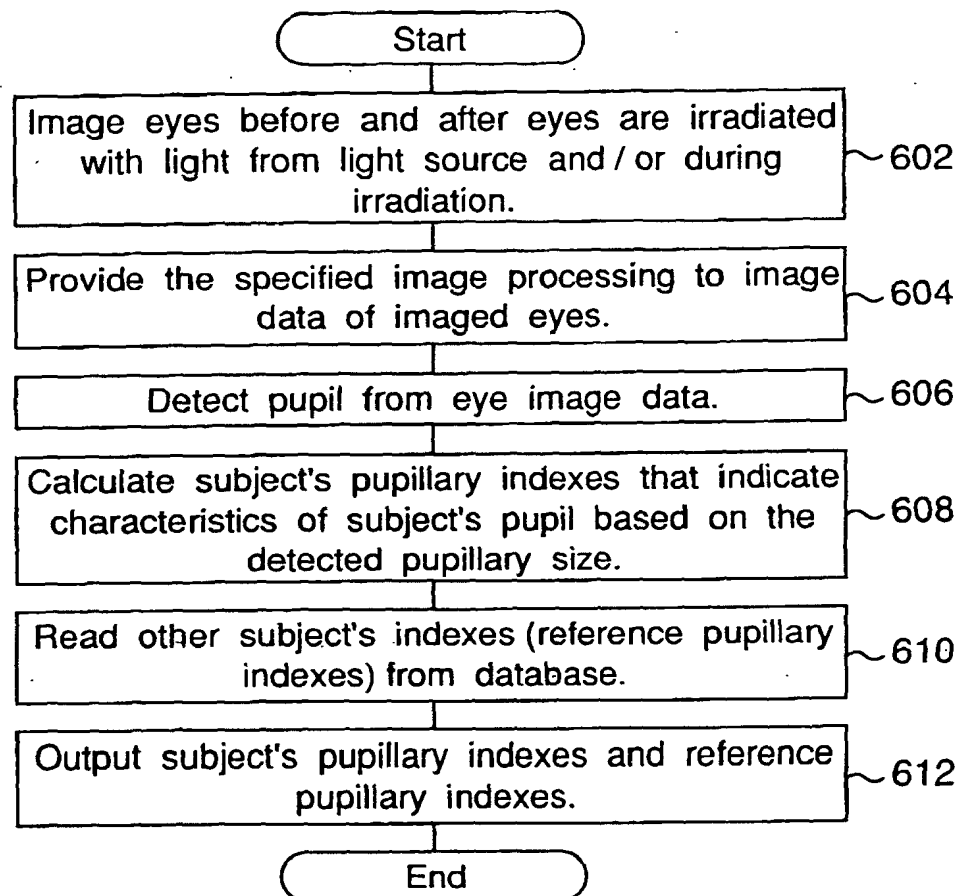 Start
Image eyes before and after eyes are irradiated
with light from light source and / or during
irradiation.
602
Provide the specified image processing to image
data of imaged eyes.
604
Detect pupil from eye image data.
606
Calculate subject's pupillary indexes that indicate
characteristics of subject's pupil based on the
detected pupillary size.
608
Read other subject's indexes (reference pupillary
indexes) from database.
610
Output subject's pupillary indexes and reference
pupillary indexes.
612
End